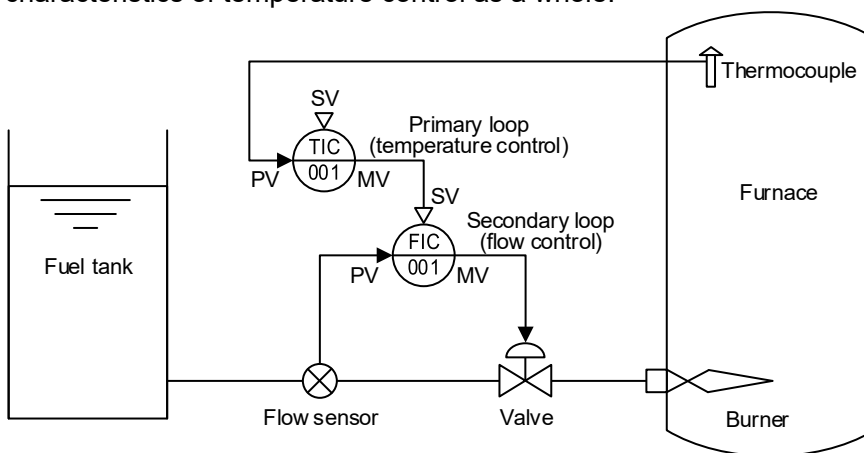 characteristics of temperature control as a whole.
Thermocouple
SV
TIC
001
PV
MV
Primary loop
(temperature control)
SV
FIC
001
PV
MV
Secondary loop
(flow control)
Furnace
Fuel tank
Flow sensor
Valve
Burner